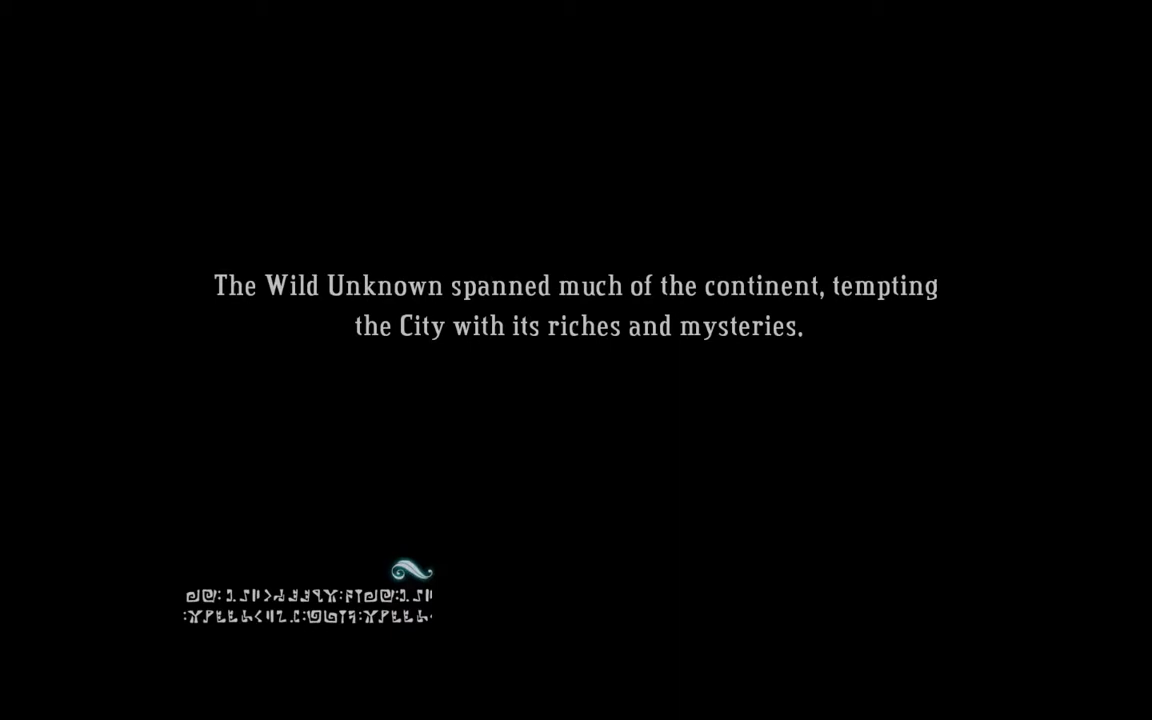 The Wild Unknown spanned much of the continent, tempting
the City with its riches and mysteries.